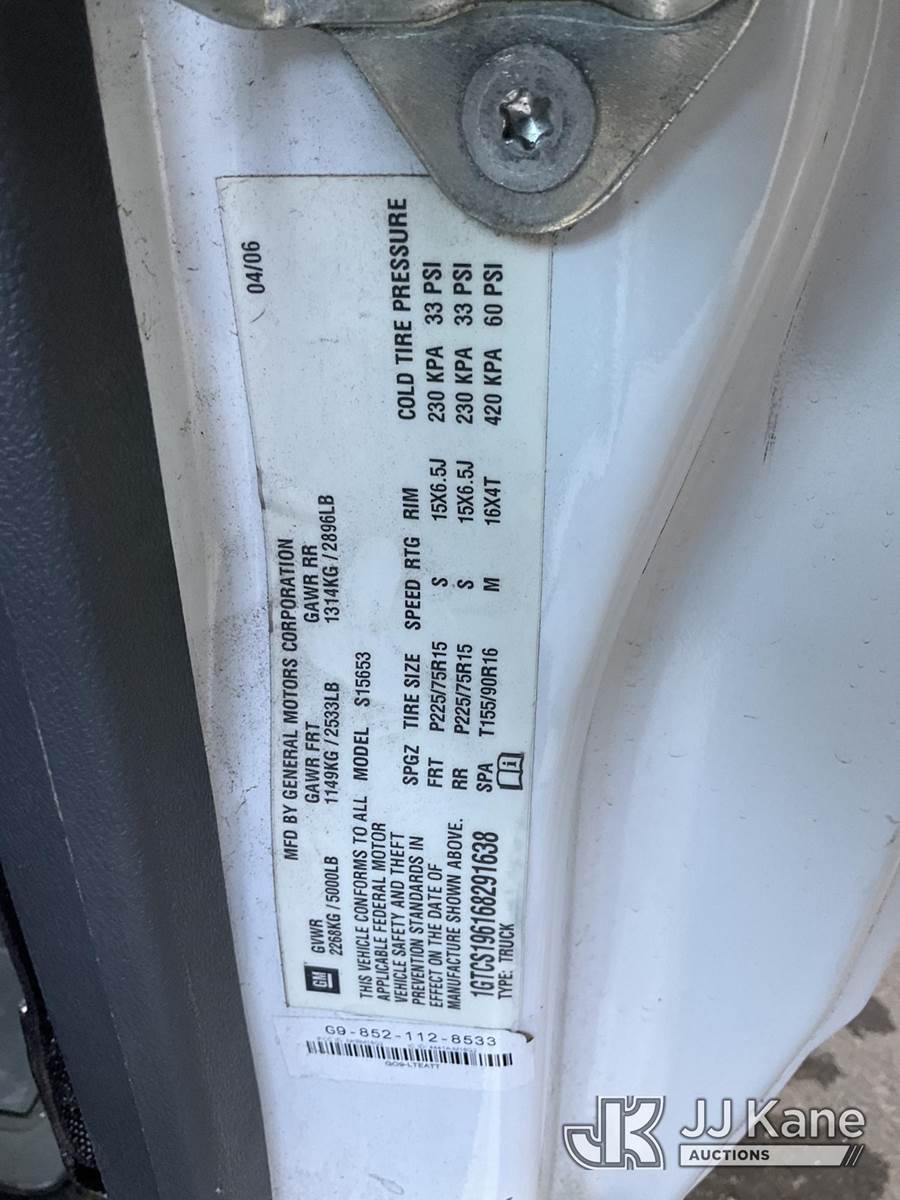 04/06
MFD BY GENERAL MOTORS CORPORATION
GM
GVWR GAWR FRT GAWR RR
2268KG / 5000LB 1149KG / 2533LB 1314KG / 2896LB
THIS VEHICLE CONFORMS TO ALL
APPLICABLE FEDERAL MOTOR
VEHICLE SAFETY AND THEFT
PREVENTION STANDARDS IN
EFFECT ON THE DATE OF
MANUFACTURE SHOWN ABOVE.
1GTCS196168291638
TYPE: TRUCK
MODEL S15653
COLD TIRE PRESSURE
SPGZ TIRE SIZE SPEED RTG RIM
FRT P225/75R15 S 15X6.5J 230 KPA 33 PSI
RR P225/75R15 S 15X6.5J 230 KPA 33 PSI
SPA T155/90R16 M 16X4T 420 KPA 60 PSI
G9-852-112-8533
GO9-LTEATT
JK JJ Kane
AUCTIONS